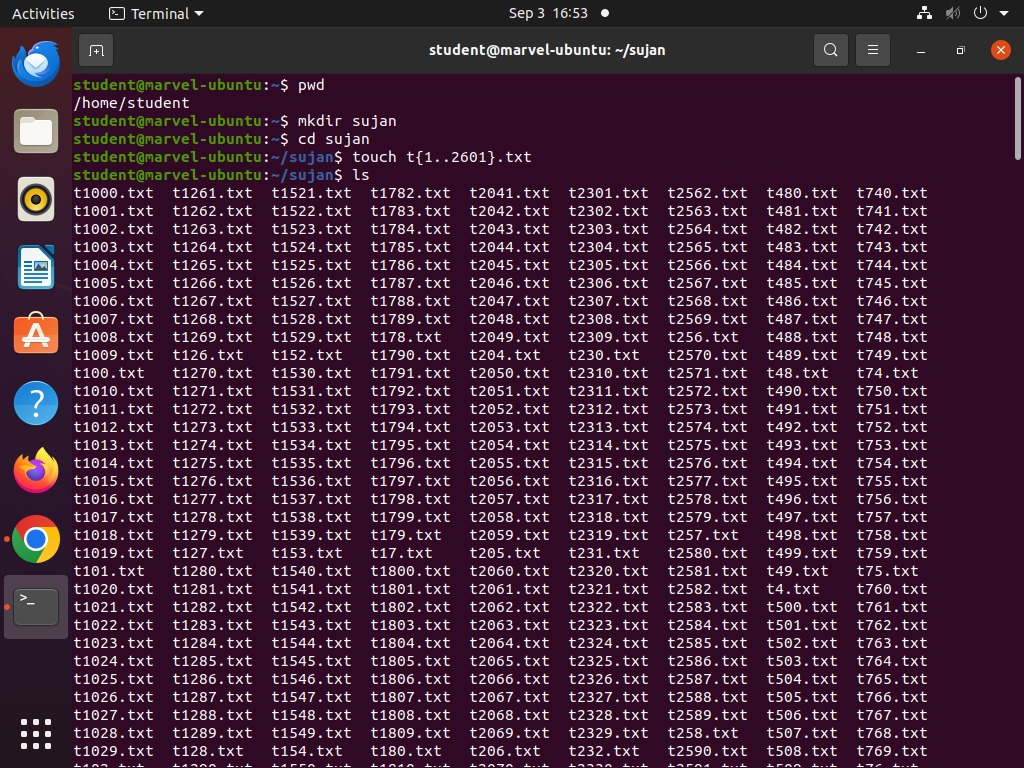 Activities Terminal Sep 3 16:53
student@marvel-ubuntu: ~/sujan
student@marvel-ubuntu:~$ pwd
/home/student
student@marvel-ubuntu:~$ mkdir sujan
student@marvel-ubuntu:~$ cd sujan
student@marvel-ubuntu:~/sujan$ touch t{1..2601}.txt
student@marvel-ubuntu:~/sujan$ ls
t1000.txt t1261.txt t1521.txt t1782.txt t2041.txt t2301.txt t2562.txt t480.txt t740.txt
t1001.txt t1262.txt t1522.txt t1783.txt t2042.txt t2302.txt t2563.txt t481.txt t741.txt
t1002.txt t1263.txt t1523.txt t1784.txt t2043.txt t2303.txt t2564.txt t482.txt t742.txt
t1003.txt t1264.txt t1524.txt t1785.txt t2044.txt t2304.txt t2565.txt t483.txt t743.txt
t1004.txt t1265.txt t1525.txt t1786.txt t2045.txt t2305.txt t2566.txt t484.txt t744.txt
t1005.txt t1266.txt t1526.txt t1787.txt t2046.txt t2306.txt t2567.txt t485.txt t745.txt
t1006.txt t1267.txt t1527.txt t1788.txt t2047.txt t2307.txt t2568.txt t486.txt t746.txt
t1007.txt t1268.txt t1528.txt t1789.txt t2048.txt t2308.txt t2569.txt t487.txt t747.txt
t1008.txt t1269.txt t1529.txt t178.txt t2049.txt t2309.txt t256.txt t488.txt t748.txt
t1009.txt t126.txt t152.txt t1790.txt t204.txt t230.txt t2570.txt t489.txt t749.txt
t100.txt t1270.txt t1530.txt t1791.txt t2050.txt t2310.txt t2571.txt t48.txt t74.txt
t1010.txt t1271.txt t1531.txt t1792.txt t2051.txt t2311.txt t2572.txt t490.txt t750.txt
t1011.txt t1272.txt t1532.txt t1793.txt t2052.txt t2312.txt t2573.txt t491.txt t751.txt
t1012.txt t1273.txt t1533.txt t1794.txt t2053.txt t2313.txt t2574.txt t492.txt t752.txt
t1013.txt t1274.txt t1534.txt t1795.txt t2054.txt t2314.txt t2575.txt t493.txt t753.txt
t1014.txt t1275.txt t1535.txt t1796.txt t2055.txt t2315.txt t2576.txt t494.txt t754.txt
t1015.txt t1276.txt t1536.txt t1797.txt t2056.txt t2316.txt t2577.txt t495.txt t755.txt
t1016.txt t1277.txt t1537.txt t1798.txt t2057.txt t2317.txt t2578.txt t496.txt t756.txt
t1017.txt t1278.txt t1538.txt t1799.txt t2058.txt t2318.txt t2579.txt t497.txt t757.txt
t1018.txt t1279.txt t1539.txt t179.txt t2059.txt t2319.txt t257.txt t498.txt t758.txt
t1019.txt t127.txt t153.txt t17.txt t205.txt t231.txt t2580.txt t499.txt t759.txt
t101.txt t1280.txt t1540.txt t1800.txt t2060.txt t2320.txt t2581.txt t49.txt t75.txt
t1020.txt t1281.txt t1541.txt t1801.txt t2061.txt t2321.txt t2582.txt t4.txt t760.txt
t1021.txt t1282.txt t1542.txt t1802.txt t2062.txt t2322.txt t2583.txt t500.txt t761.txt
t1022.txt t1283.txt t1543.txt t1803.txt t2063.txt t2323.txt t2584.txt t501.txt t762.txt
t1023.txt t1284.txt t1544.txt t1804.txt t2064.txt t2324.txt t2585.txt t502.txt t763.txt
t1024.txt t1285.txt t1545.txt t1805.txt t2065.txt t2325.txt t2586.txt t503.txt t764.txt
t1025.txt t1286.txt t1546.txt t1806.txt t2066.txt t2326.txt t2587.txt t504.txt t765.txt
t1026.txt t1287.txt t1547.txt t1807.txt t2067.txt t2327.txt t2588.txt t505.txt t766.txt
t1027.txt t1288.txt t1548.txt t1808.txt t2068.txt t2328.txt t2589.txt t506.txt t767.txt
t1028.txt t1289.txt t1549.txt t1809.txt t2069.txt t2329.txt t258.txt t507.txt t768.txt
t1029.txt t128.txt t154.txt t180.txt t206.txt t232.txt t2590.txt t508.txt t769.txt